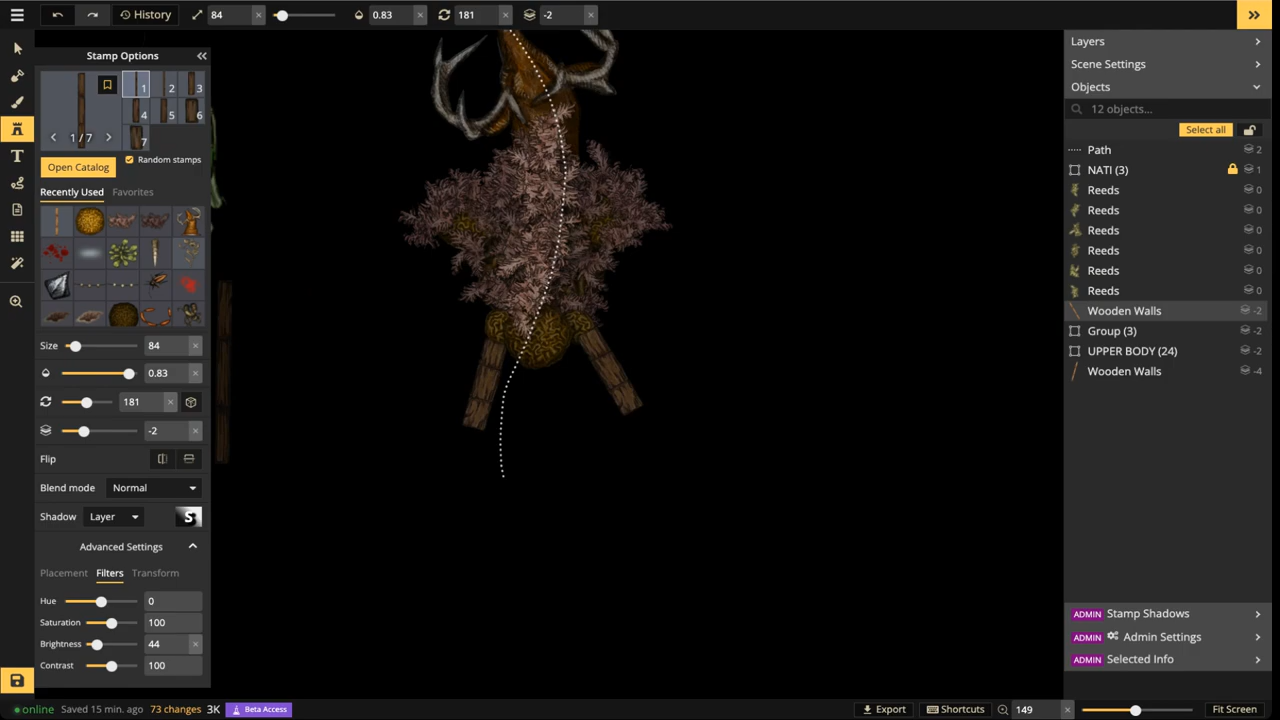 History 84 × 0.83 × 181 × -2 ×
Stamp Options
1 2 3
4 5 6
1 / 7 7
Random stamps
Open Catalog
Recently Used Favorites
Size 84 ×
0.83 ×
181 ×
-2 ×
Flip
Blend mode Normal
Shadow Layer S
Advanced Settings
Placement Filters Transform
Hue 0
Saturation 100
Brightness 44 ×
Contrast 100
Layers
Scene Settings
Objects
12 objects...
Select all
Path 2
NATI (3) 1
Reeds 0
Reeds 0
Reeds 0
Reeds 0
Reeds 0
Reeds 0
Wooden Walls -2
Group (3) -2
UPPER BODY (24) -2
Wooden Walls -4
ADMIN Stamp Shadows
ADMIN Admin Settings
ADMIN Selected Info
online Saved 15 min. ago 73 changes 3K Beta Access Export Shortcuts 149 × Fit Screen